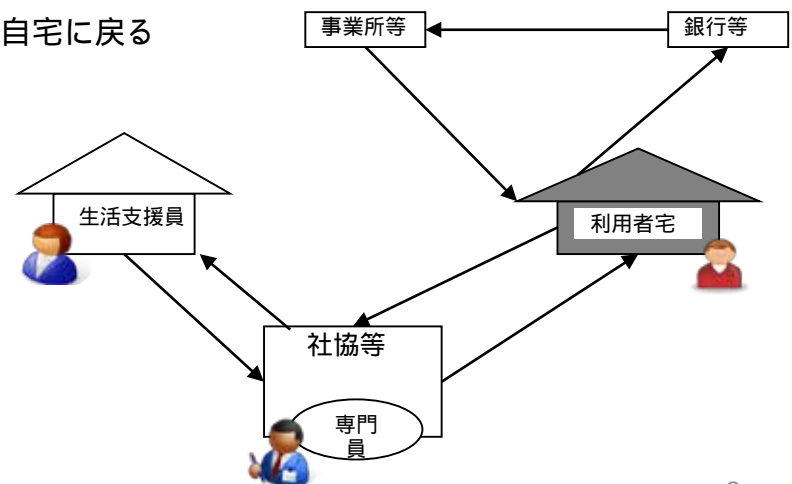 自宅に戻る
事業所等
銀行等
生活支援員
利用者宅
社協等
専門
員